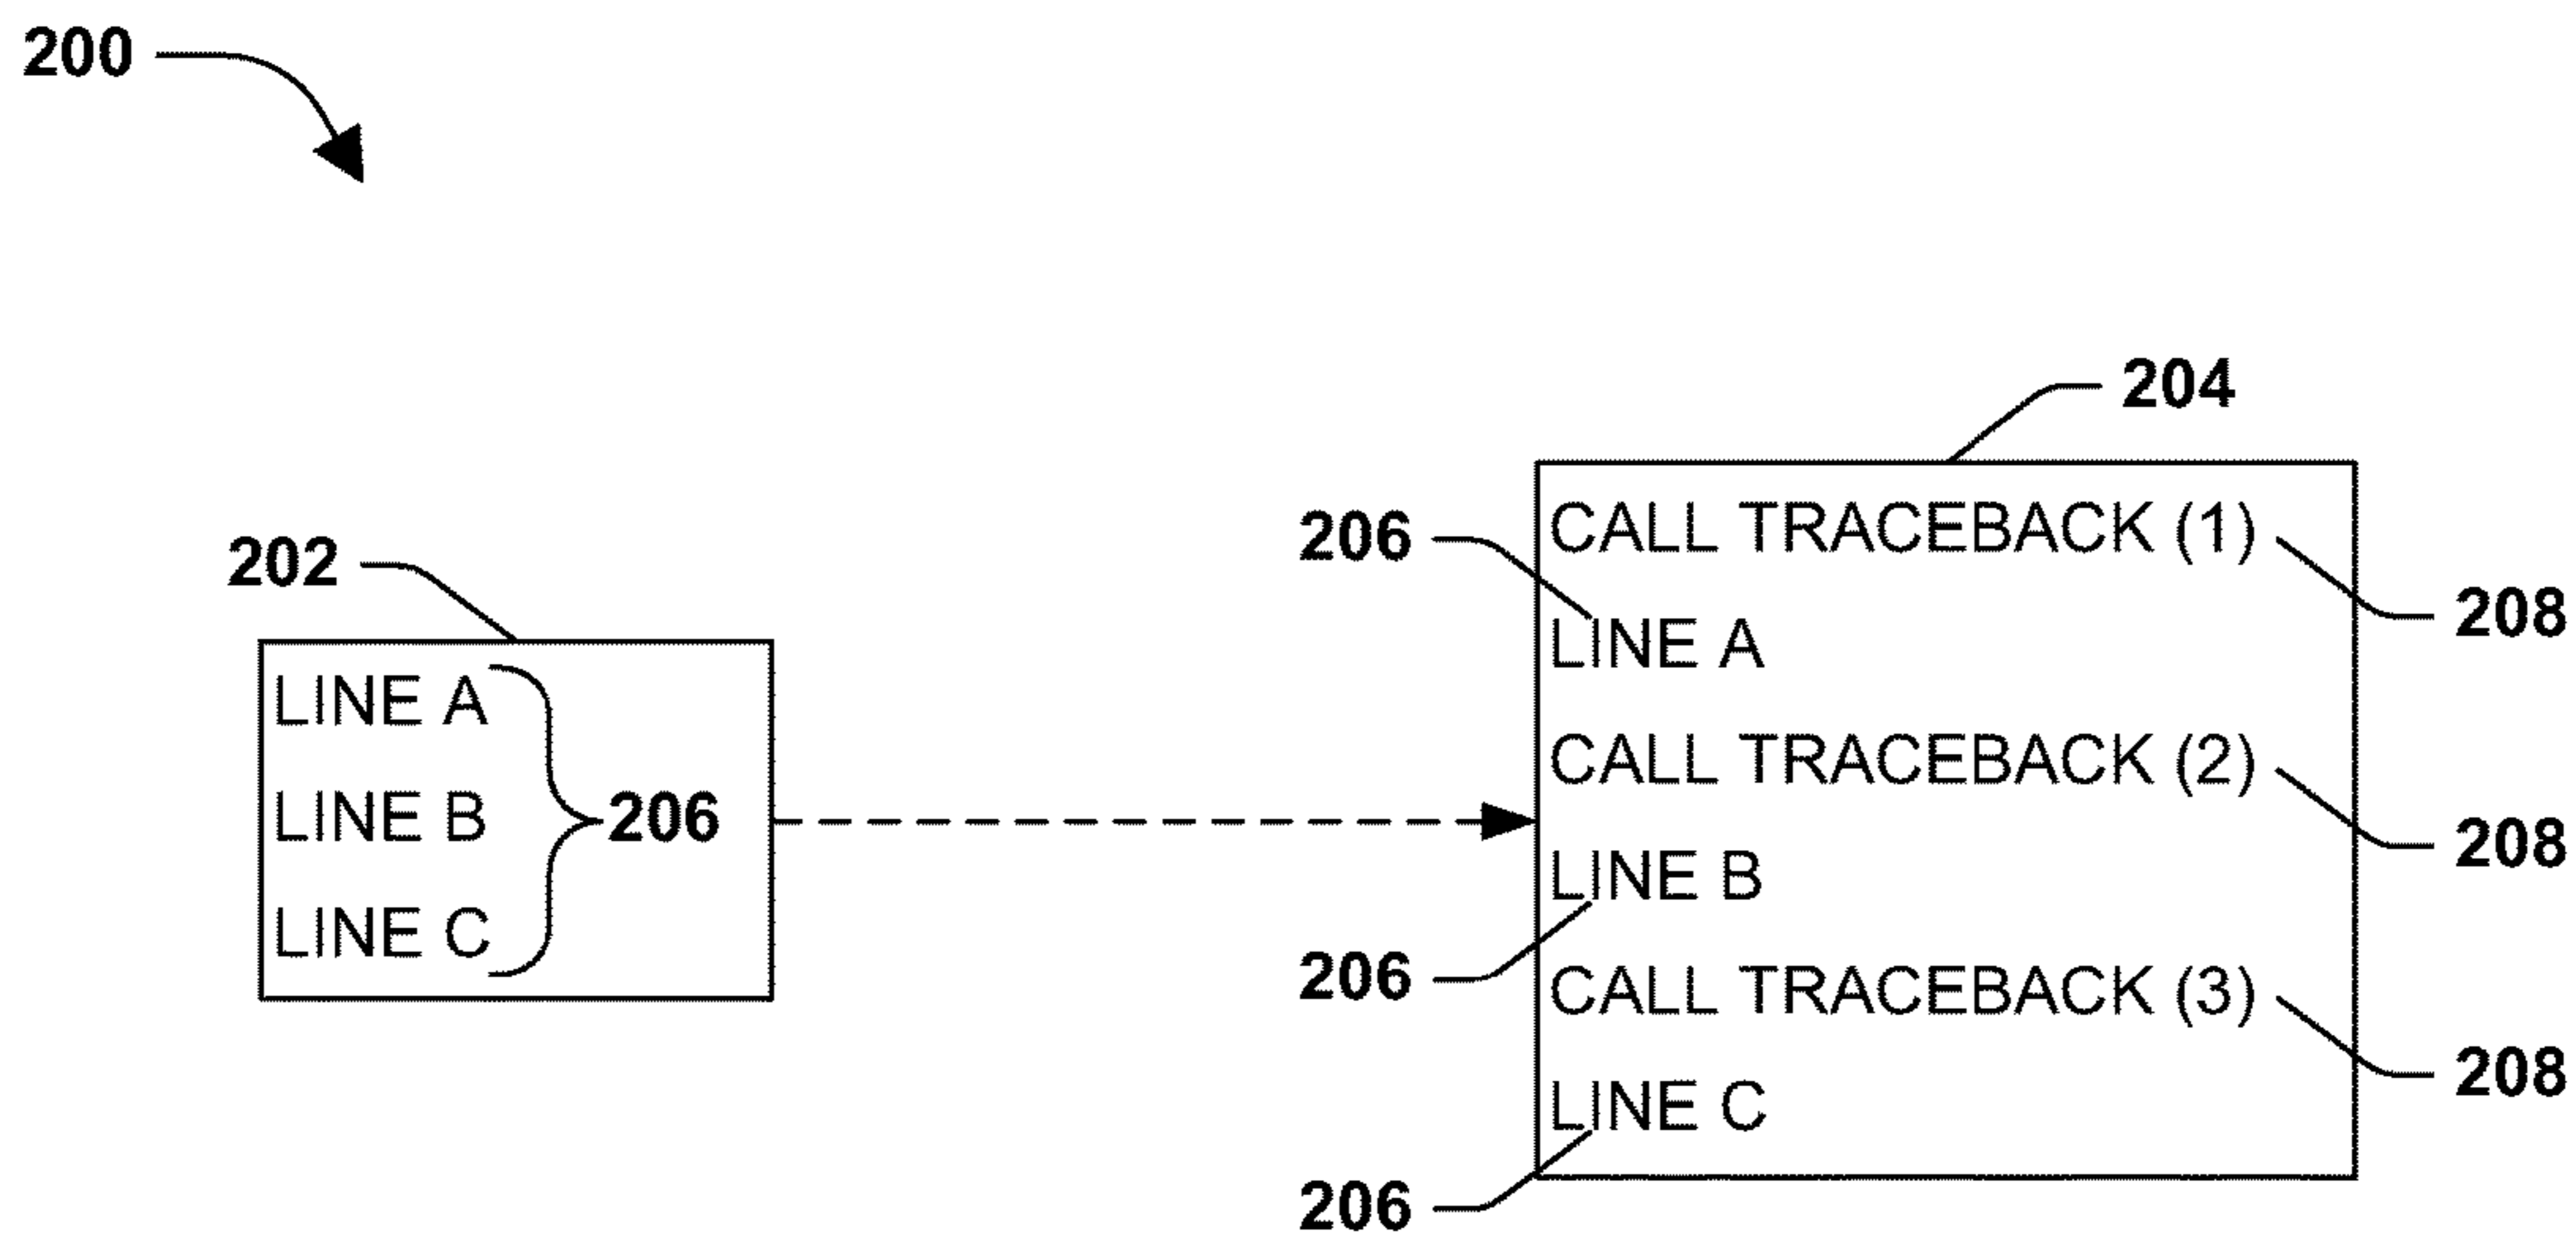 200
204
CALL TRACEBACK (1)
206
208
202
LINE A
LINE A
CALL TRACEBACK (2)
LINE B
206
208
LINE B
LINE C
206
CALL TRACEBACK (3)
208
LINE C
206